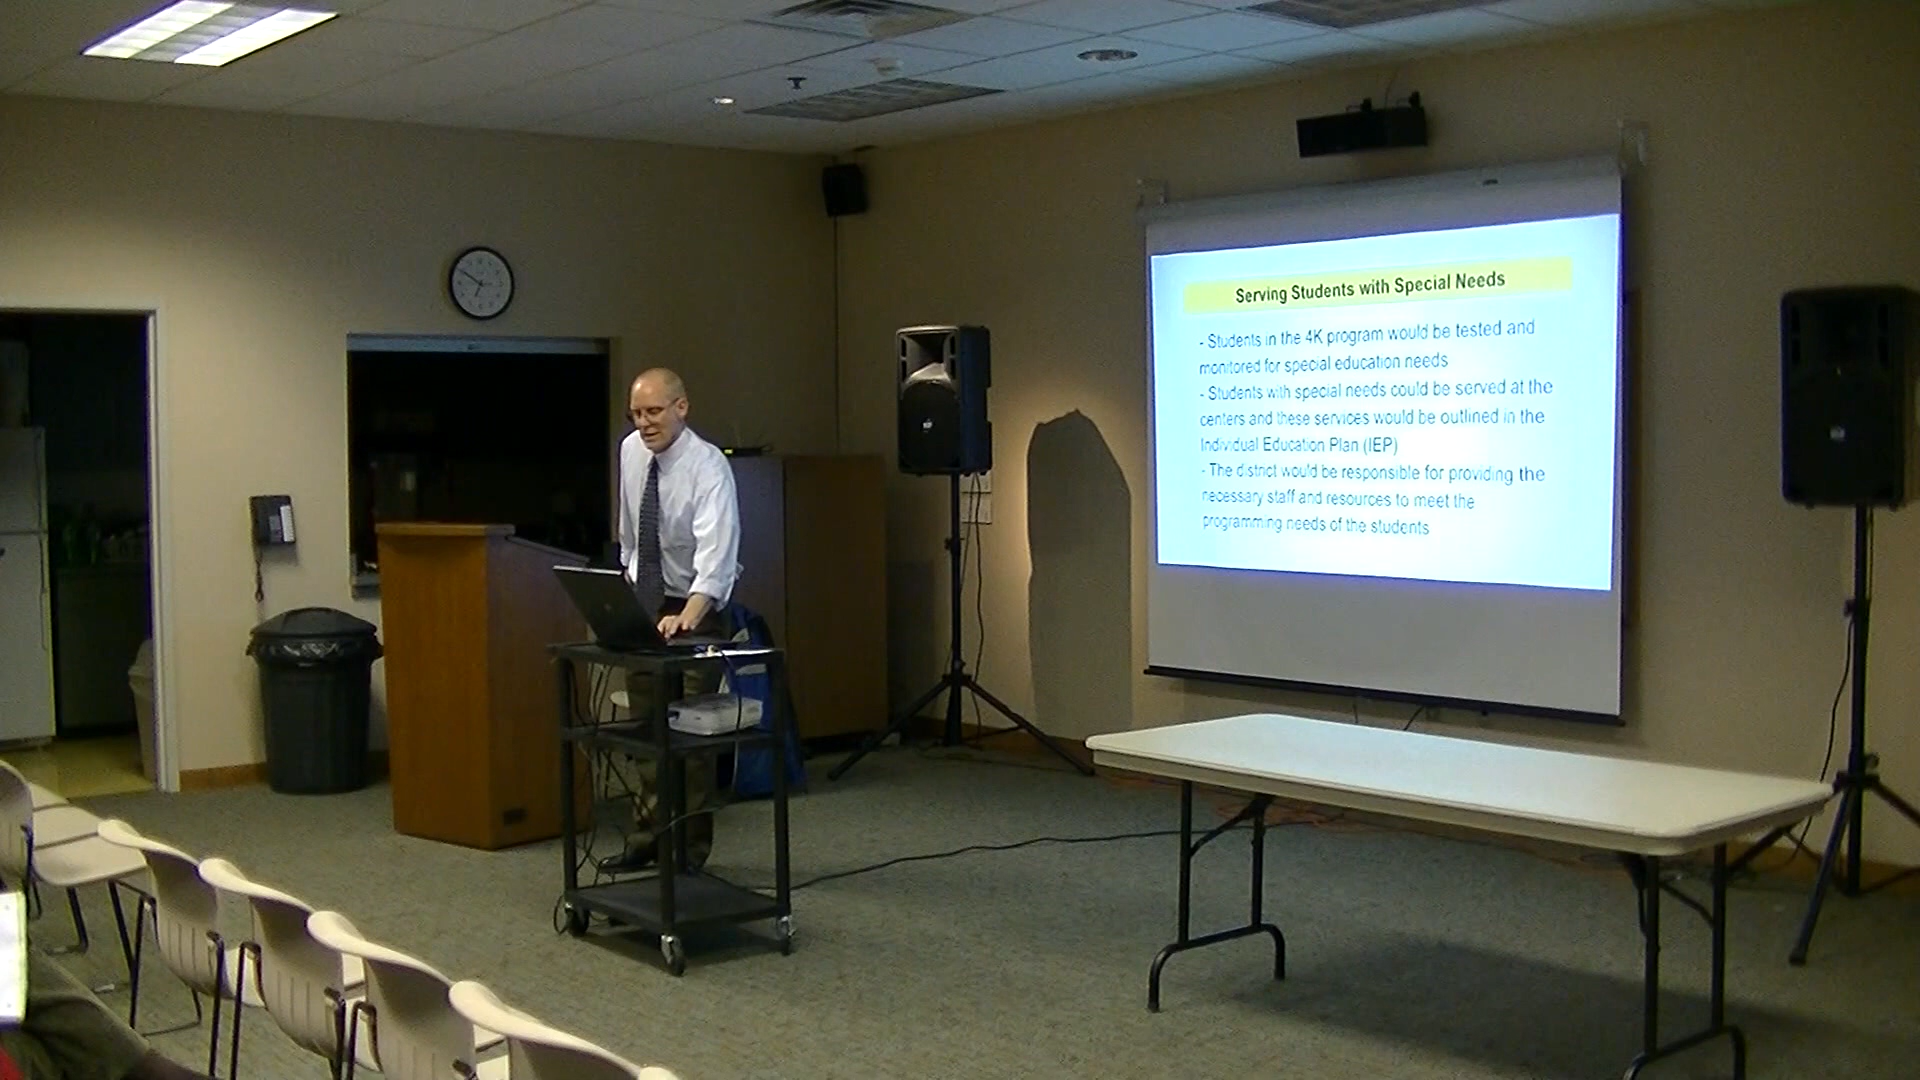 Serving Students with Special Needs
- Students in the 4K program would be tested and
monitored for special education needs
- Students with special needs could be served at the
centers and these services would be outlined in the
Individual Education Plan (IEP)
- The district would be responsible for providing the
necessary staff and resources to meet the
programming needs of the students